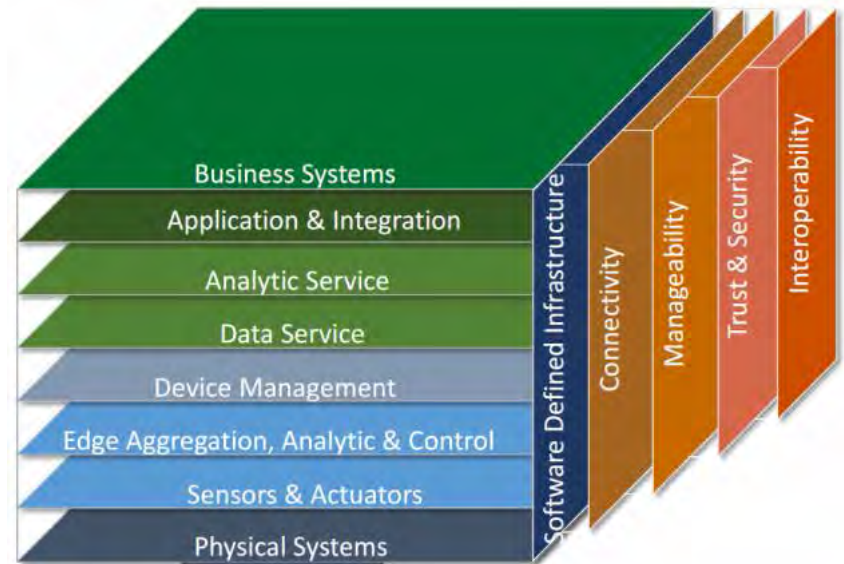 Business Systems
Application & Integration
Analytic Service
Data Service
Device Management
Edge Aggregation, Analytic & Control
Sensors & Actuators
Physical Systems
Software Defined Infrastructure
Connectivity
Manageability
Trust & Security
Interoperability